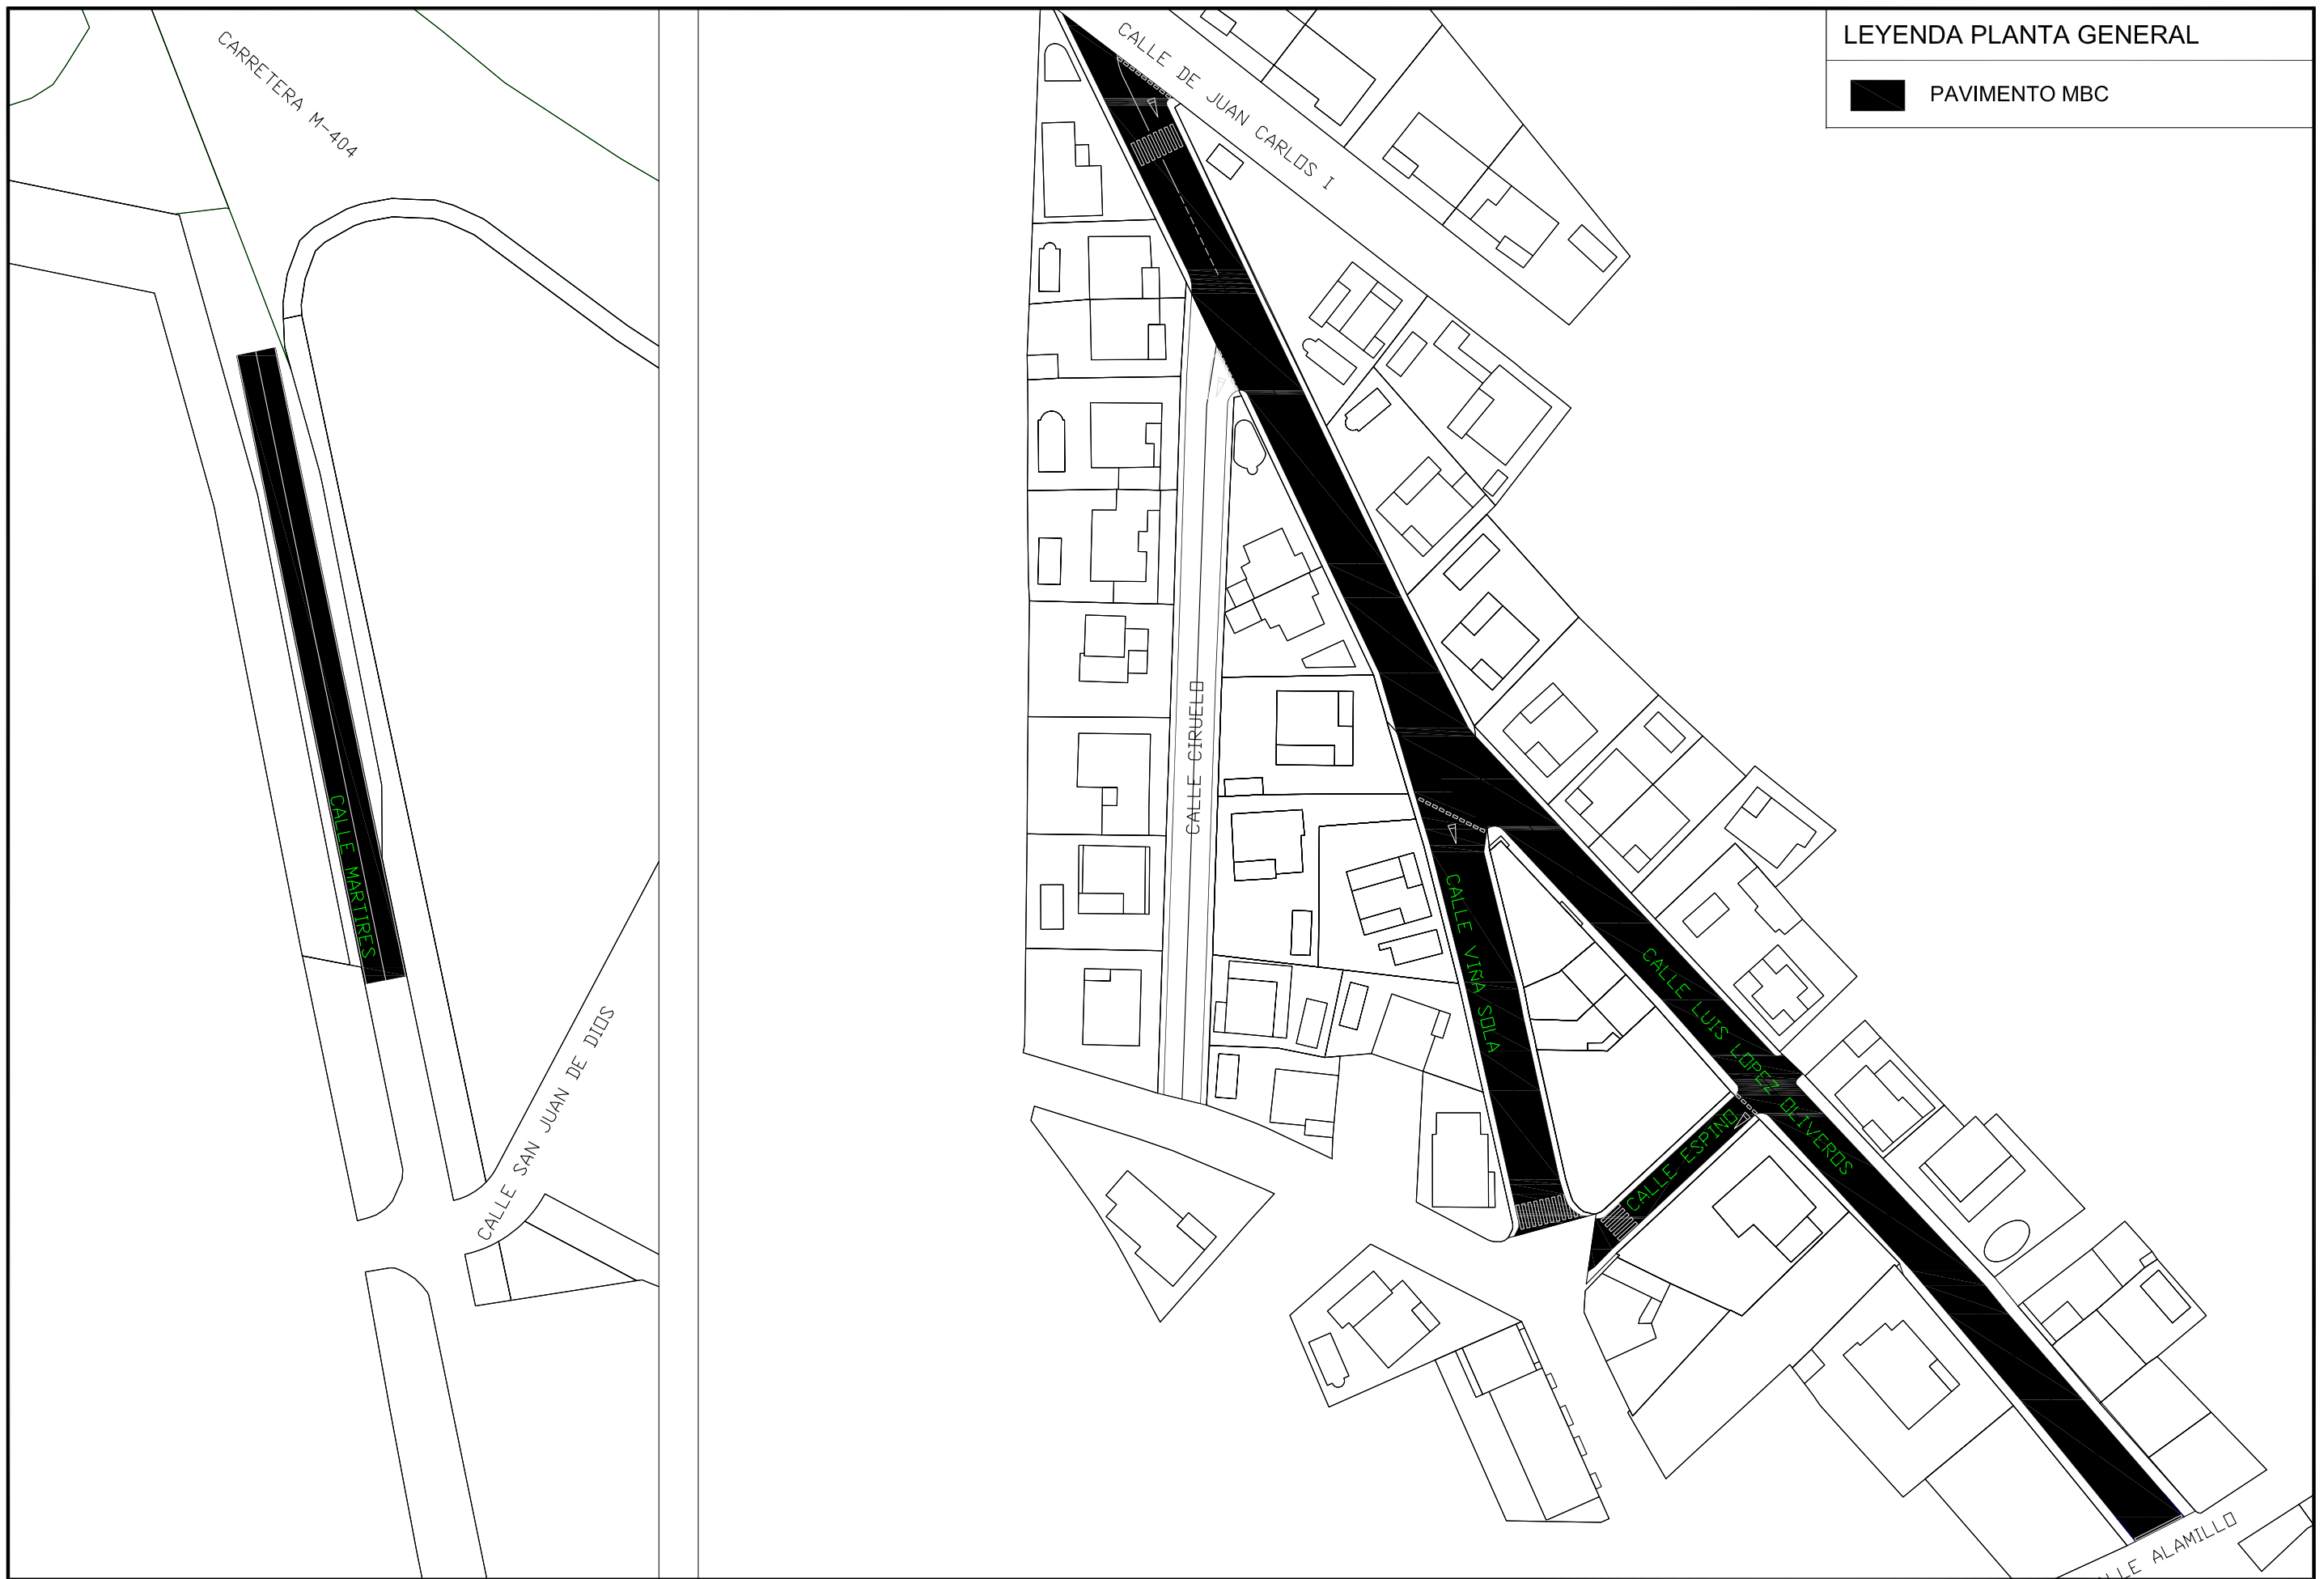 LEYENDA PLANTA GENERAL
PAVIMENTO MBC
CARRETERA M-404
CALLE DE JUAN CARLOS I
CALLE CIRUELO
CALLE MARTIRES
CALLE VIÑA SOLA
CALLE LUIS LOPEZ OLIVEROS
CALLE ESPINO
CALLE SAN JUAN DE DIOS
LLE ALAMILLO